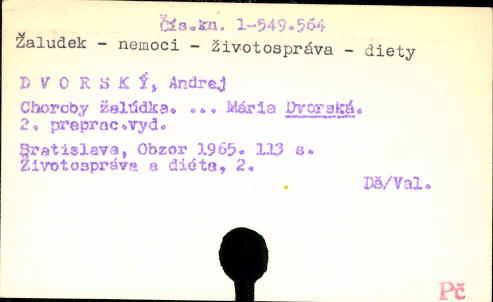 Čís.kn. 1-549.564
Žaludek - nemoci - životospráva - diety
D V O R S K Ý, Andrej
Choroby žalúdka. ... Mária Dvorská.
2. preprac.vyd.
Bratislava, Obzor 1965. 113 s.
Životospráva a diéta, 2.
Dš/Val.
Pč